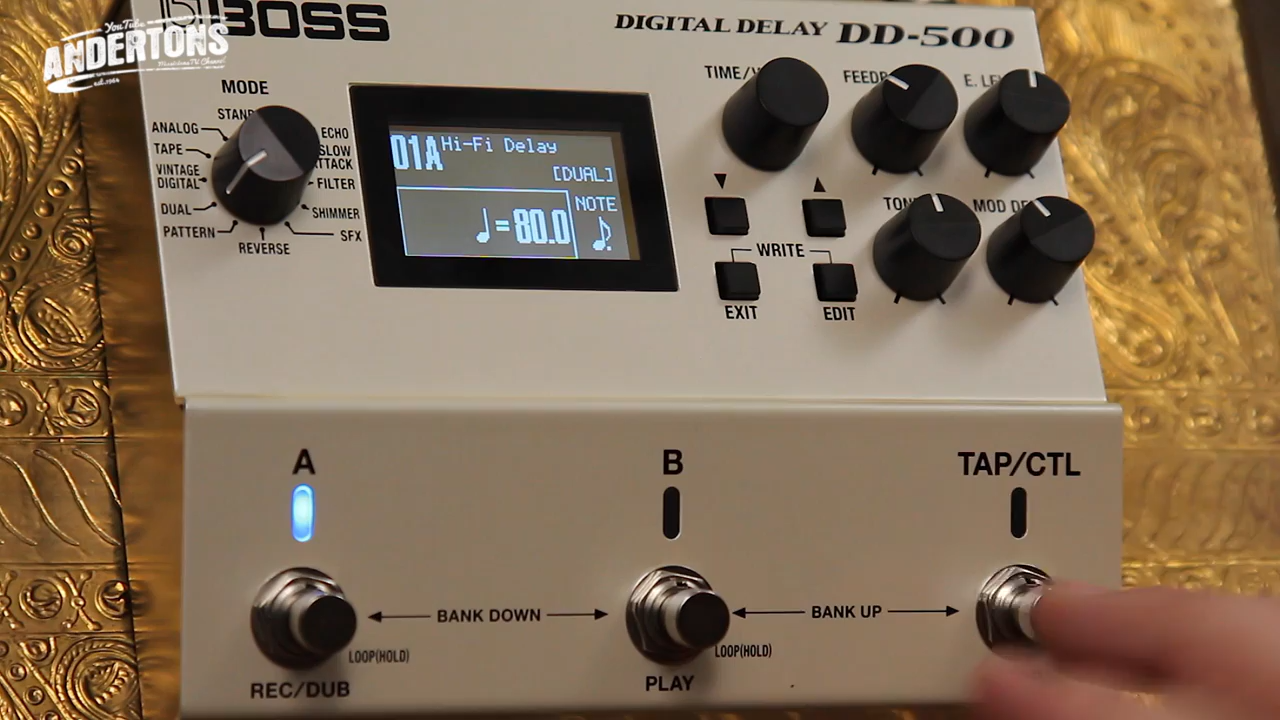 YouTube
ANDERTONS
BOSS
DIGITAL DELAY DD-500
MODE
ANALOG
TAPE
VINTAGE
DIGITAL
DUAL
PATTERN
REVERSE
ECHO
SLOW
FILTER
SHIMMER
SFX
01A Hi-Fi Delay
[DUAL]
=80.0
NOTE
TIME/
WRITE
EXIT
EDIT
A
B
TAP/CTL
BANK DOWN
BANK UP
LOOP(HOLD)
LOOP(HOLD)
REC/DUB
PLAY